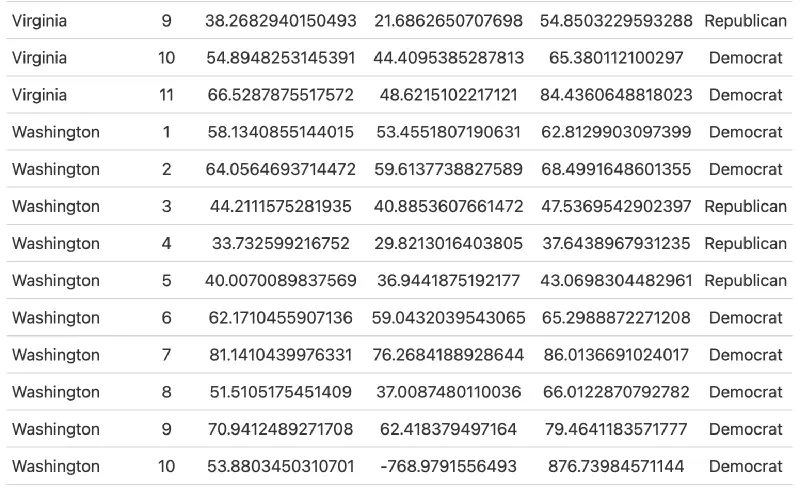 Virginia 9 38.2682940150493 21.6862650707698 54.8503229593288 Republican
Virginia 10 54.8948253145391 44.4095385287813 65.380112100297 Democrat
Virginia 11 66.5287875517572 48.6215102217121 84.4360648818023 Democrat
Washington 1 58.1340855144015 53.4551807190631 62.8129903097399 Democrat
Washington 2 64.0564693714472 59.6137738827589 68.4991648601355 Democrat
Washington 3 44.2111575281935 40.8853607661472 47.5369542902397 Republican
Washington 4 33.732599216752 29.8213016403805 37.6438967931235 Republican
Washington 5 40.0070089837569 36.9441875192177 43.0698304482961 Republican
Washington 6 62.1710455907136 59.0432039543065 65.2988872271208 Democrat
Washington 7 81.1410439976331 76.2684188928644 86.0136691024017 Democrat
Washington 8 51.5105175451409 37.0087480110036 66.0122870792782 Democrat
Washington 9 70.9412489271708 62.418379497164 79.4641183571777 Democrat
Washington 10 53.8803450310701 -768.9791556493 876.73984571144 Democrat